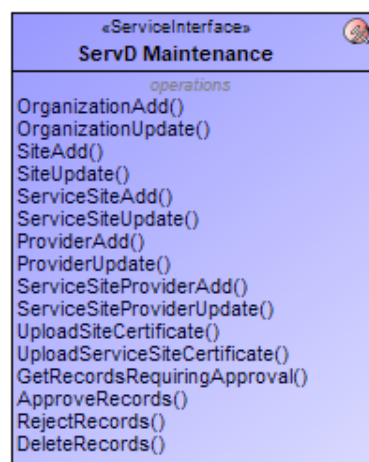 «ServiceInterface»
ServD Maintenance
operations
OrganizationAdd()
OrganizationUpdate()
SiteAdd()
SiteUpdate()
ServiceSiteAdd()
ServiceSiteUpdate()
ProviderAdd()
ProviderUpdate()
ServiceSiteProviderAdd()
ServiceSiteProviderUpdate()
UploadSiteCertificate()
UploadServiceSiteCertificate()
GetRecordsRequiringApproval()
ApproveRecords()
RejectRecords()
DeleteRecords()